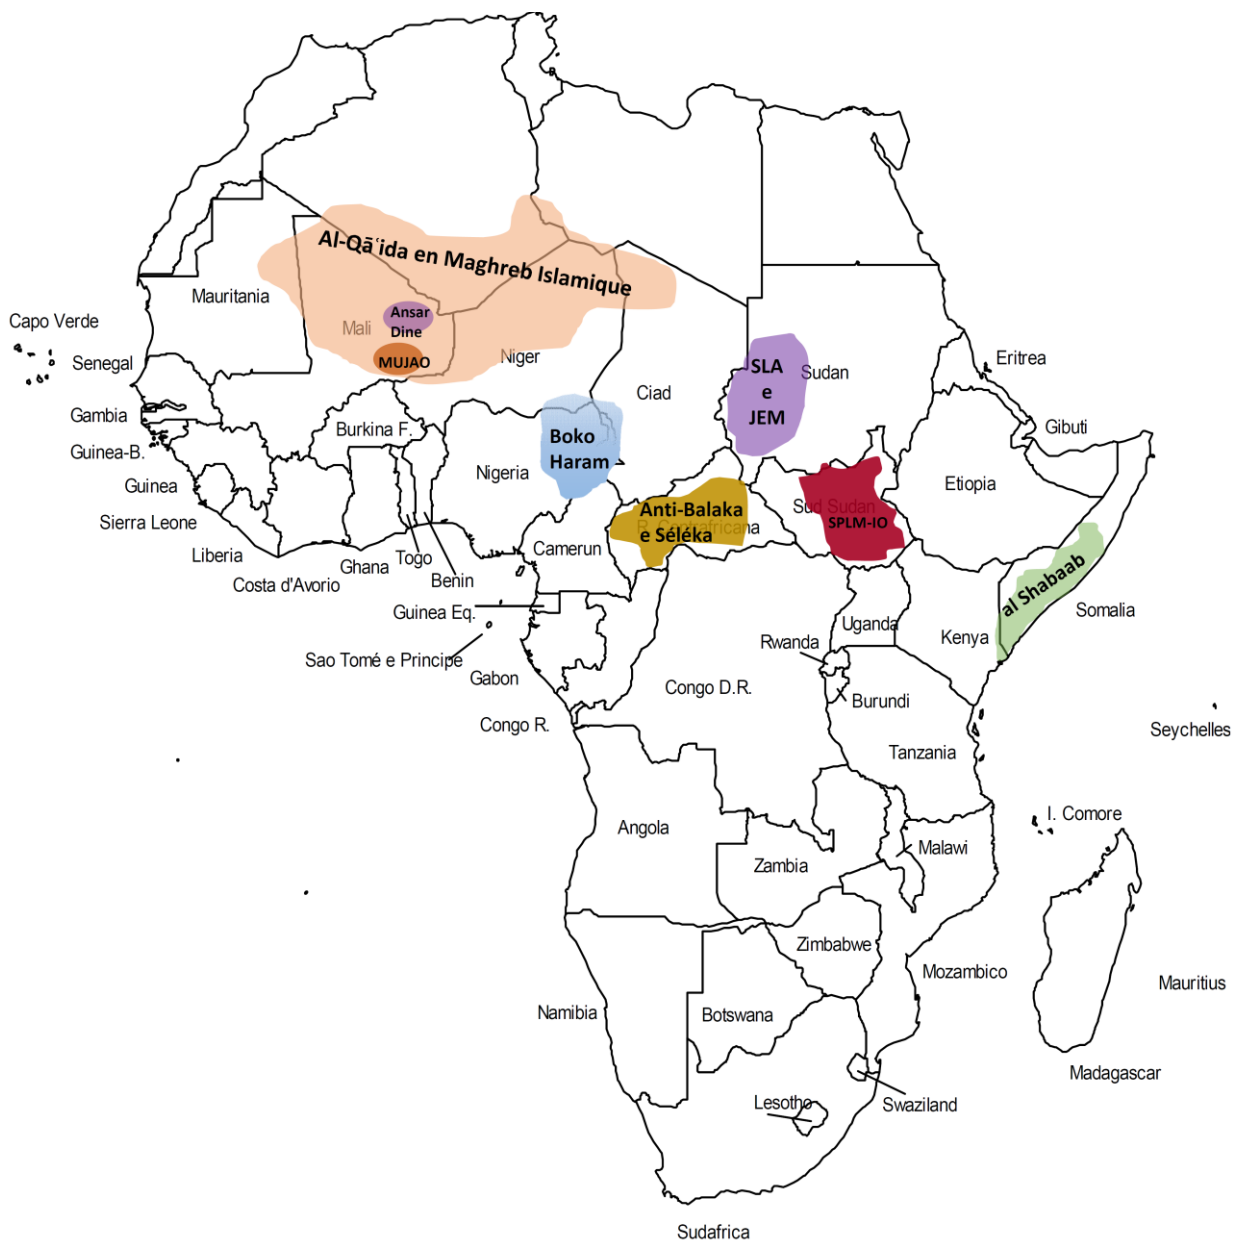 Al-Qāʿida en Maghreb Islamique
Mauritania
Ansar
Dine
Mali
Capo Verde
MUJAO
Niger
Senegal
SLA
e
JEM
Sudan
Eritrea
Ciad
Gambia
Burkina F.
Gibuti
Guinea-B.
Boko
Haram
Nigeria
Guinea
Etiopia
Sud Sudan
SPLM-IO
Anti-Balaka
e Séléka
R. Centrafricana
Sierra Leone
Liberia
Camerun
Ghana
Togo
Benin
Costa d'Avorio
al Shabaab
Somalia
Guinea Eq.
Uganda
Kenya
Rwanda
Sao Tomé e Principe
Gabon
Congo D.R.
Burundi
Congo R.
Seychelles
Tanzania
I. Comore
Angola
Malawi
Zambia
Zimbabwe
Mozambico
Mauritius
Namibia
Botswana
Madagascar
Lesotho
Swaziland
Sudafrica